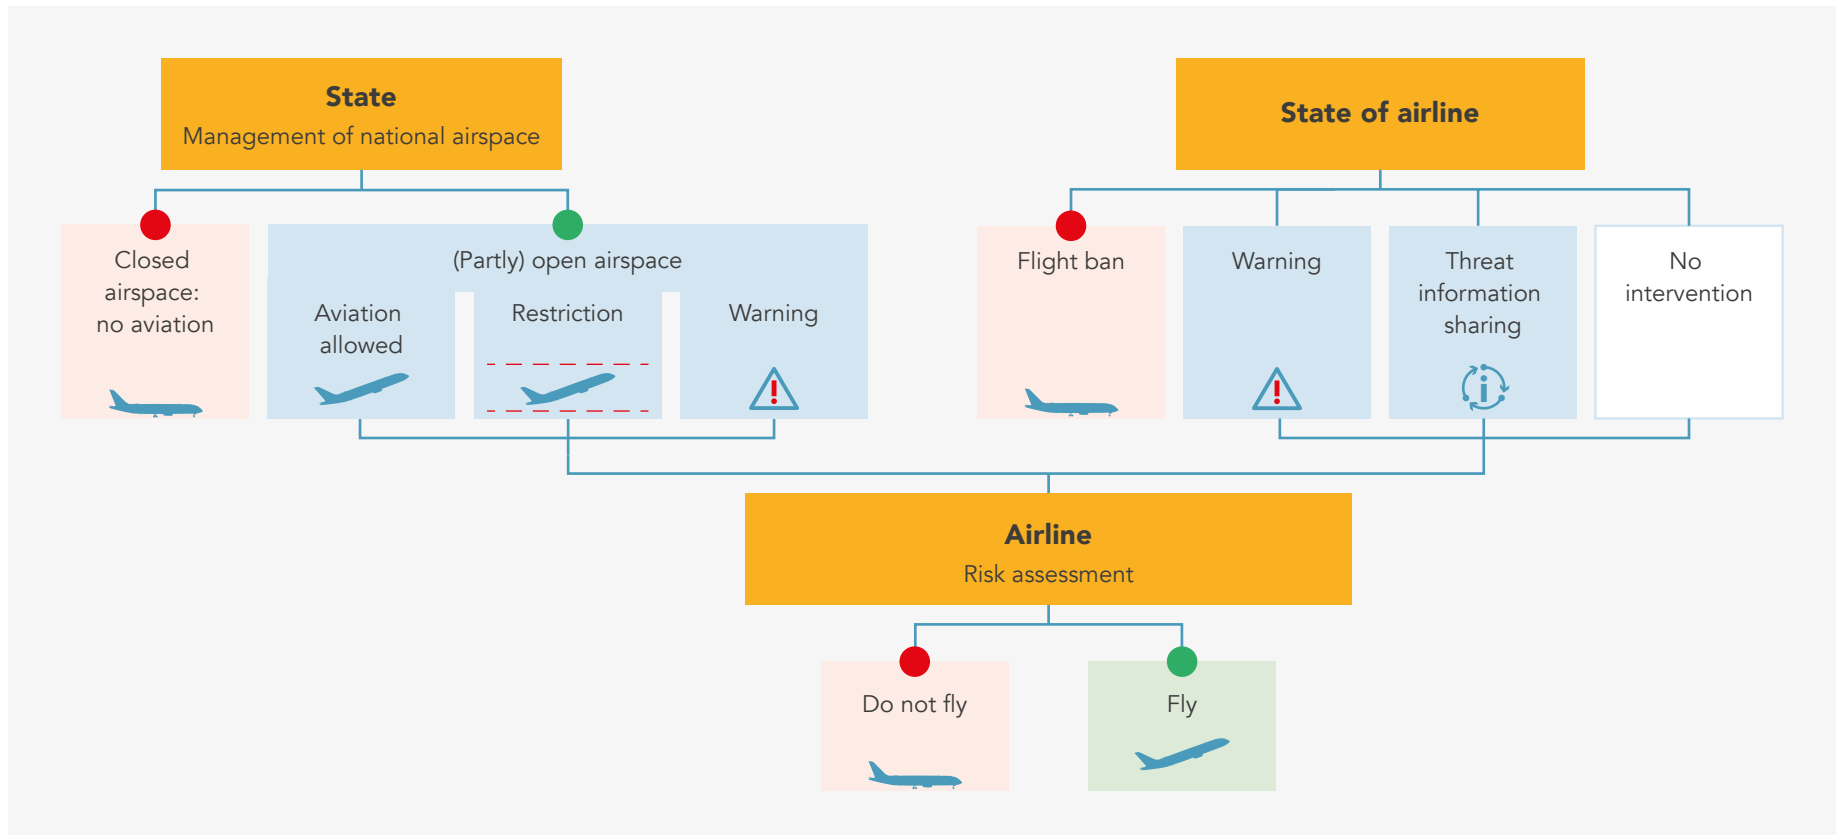 State
Management of national airspace
State of airline
Closed
airspace:
no aviation
(Partly) open airspace
Aviation
allowed
Restriction
Warning
Flight ban
Warning
Threat
information
sharing
No
intervention
Airline
Risk assessment
Do not fly
Fly